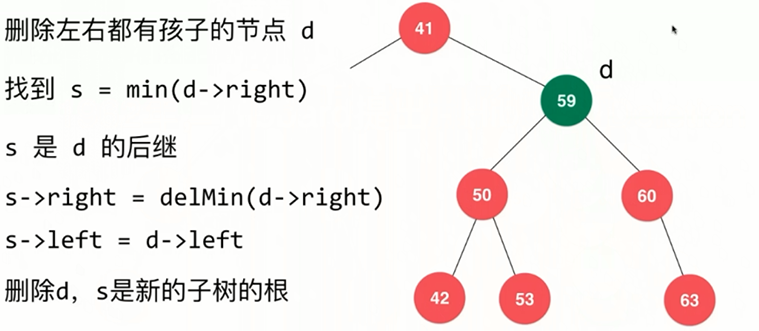 删除左右都有孩子的节点 d
找到 s = min(d->right)
s 是 d 的后继
s->right = delMin(d->right)
s->left = d->left
删除d，s是新的子树的根
41
d
59
50
60
42
53
63